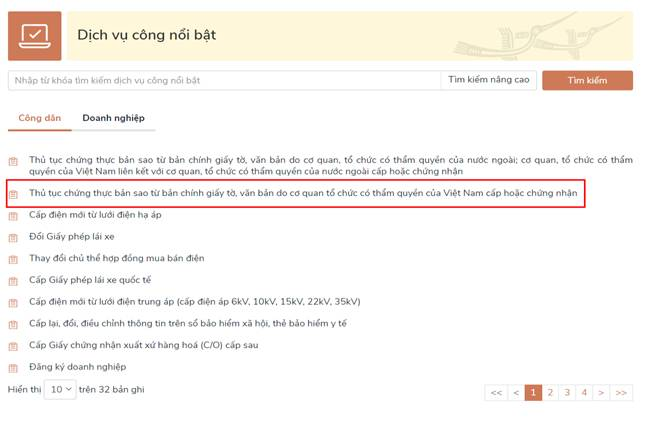 Dịch vụ công nổi bật
Nhập từ khóa tìm kiếm dịch vụ công nổi bật
Tìm kiếm nâng cao
Tìm kiếm
Công dân
Doanh nghiệp
Thủ tục chứng thực bản sao từ bản chính giấy tờ, văn bản do cơ quan, tổ chức có thẩm quyền của nước ngoài; cơ quan, tổ chức có thẩm
quyền của Việt Nam liên kết với cơ quan, tổ chức có thẩm quyền của nước ngoài cấp hoặc chứng nhận
Thủ tục chứng thực bản sao từ bản chính giấy tờ, văn bản do cơ quan tổ chức có thẩm quyền của Việt Nam cấp hoặc chứng nhận
Cấp điện mới từ lưới điện hạ áp
Đổi Giấy phép lái xe
Thay đổi chủ thể hợp đồng mua bán điện
Cấp Giấy phép lái xe quốc tế
Cấp điện mới từ lưới điện trung áp (cấp điện áp 6kV, 10kV, 15kV, 22kV, 35kV)
Cấp lại, đổi, điều chỉnh thông tin trên sổ bảo hiểm xã hội, thẻ bảo hiểm y tế
Cấp Giấy chứng nhận xuất xứ hàng hoá (C/O) cấp sau
Đăng ký doanh nghiệp
Hiển thị 10 trên 32 bản ghi
<< < 1 2 3 4 > >>